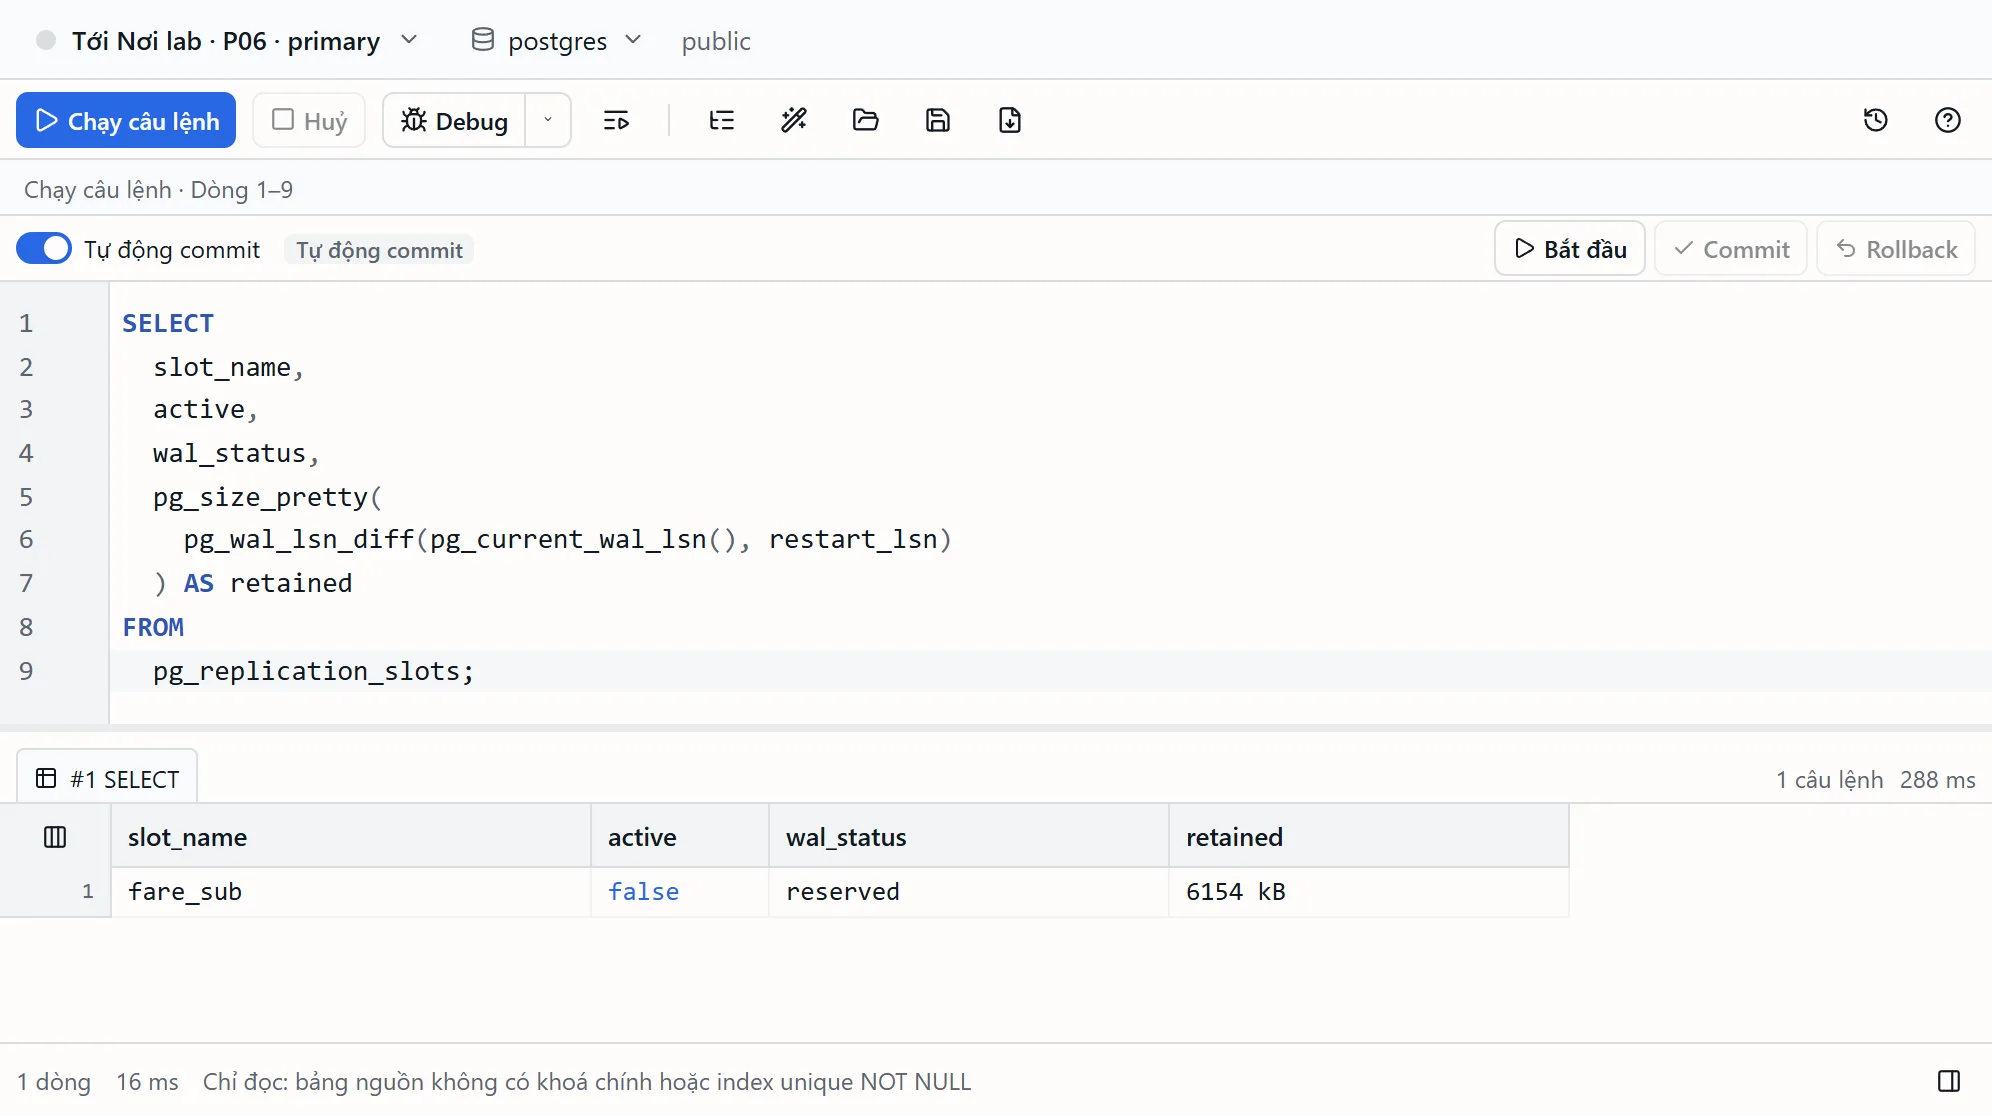 Tới Nơi lab · P06 · primary postgres public
Chạy câu lệnh Huỷ Debug
Chạy câu lệnh · Dòng 1–9
Tự động commit Tự động commit Bắt đầu Commit Rollback
1 SELECT
2 slot_name,
3 active,
4 wal_status,
5 pg_size_pretty(
6 pg_wal_lsn_diff(pg_current_wal_lsn(), restart_lsn)
7 ) AS retained
8 FROM
9 pg_replication_slots;
#1 SELECT 1 câu lệnh 288 ms
slot_name active wal_status retained
1 fare_sub false reserved 6154 kB
1 dòng 16 ms Chỉ đọc: bảng nguồn không có khoá chính hoặc index unique NOT NULL